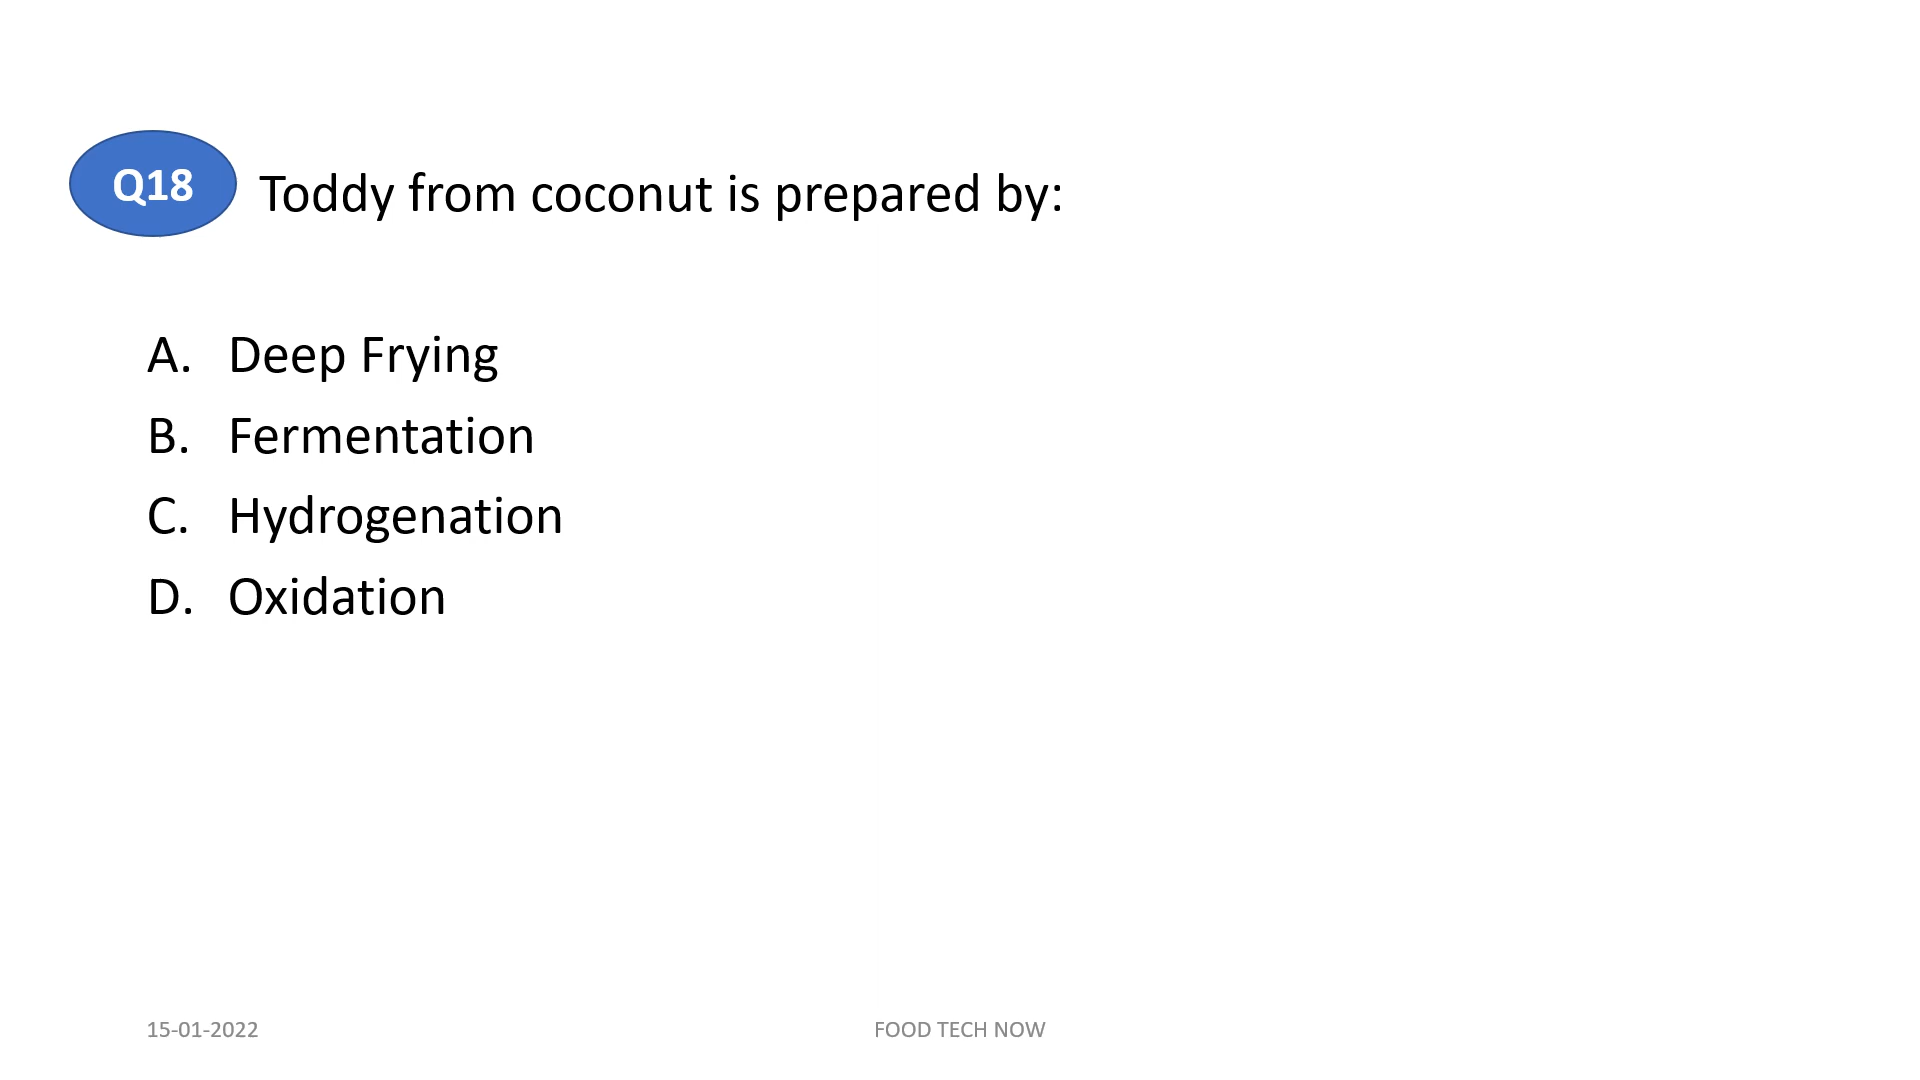 Q18 Toddy from coconut is prepared by:
A. Deep Frying
B. Fermentation
C. Hydrogenation
D. Oxidation
15-01-2022 FOOD TECH NOW